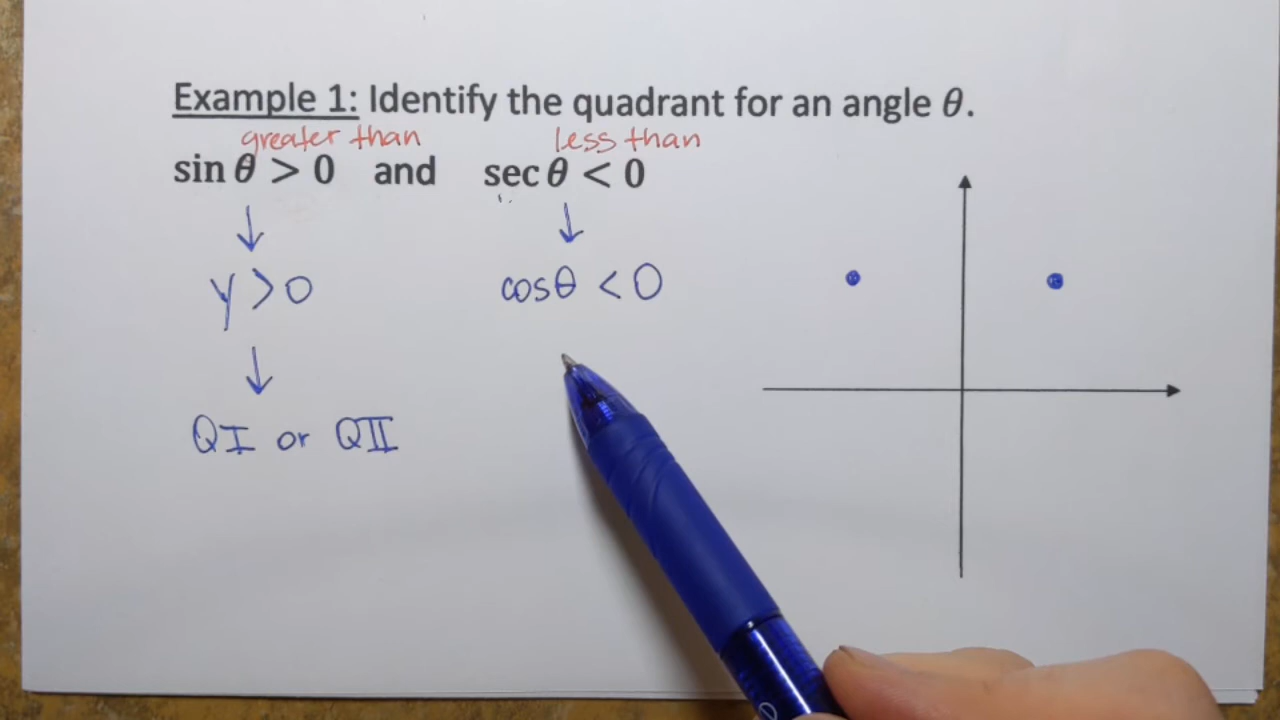 Example 1: Identify the quadrant for an angle θ.
greater than less than
sin θ > 0 and sec θ < 0
↓ ↓
y > 0 cosθ < 0
↓
QI or QII